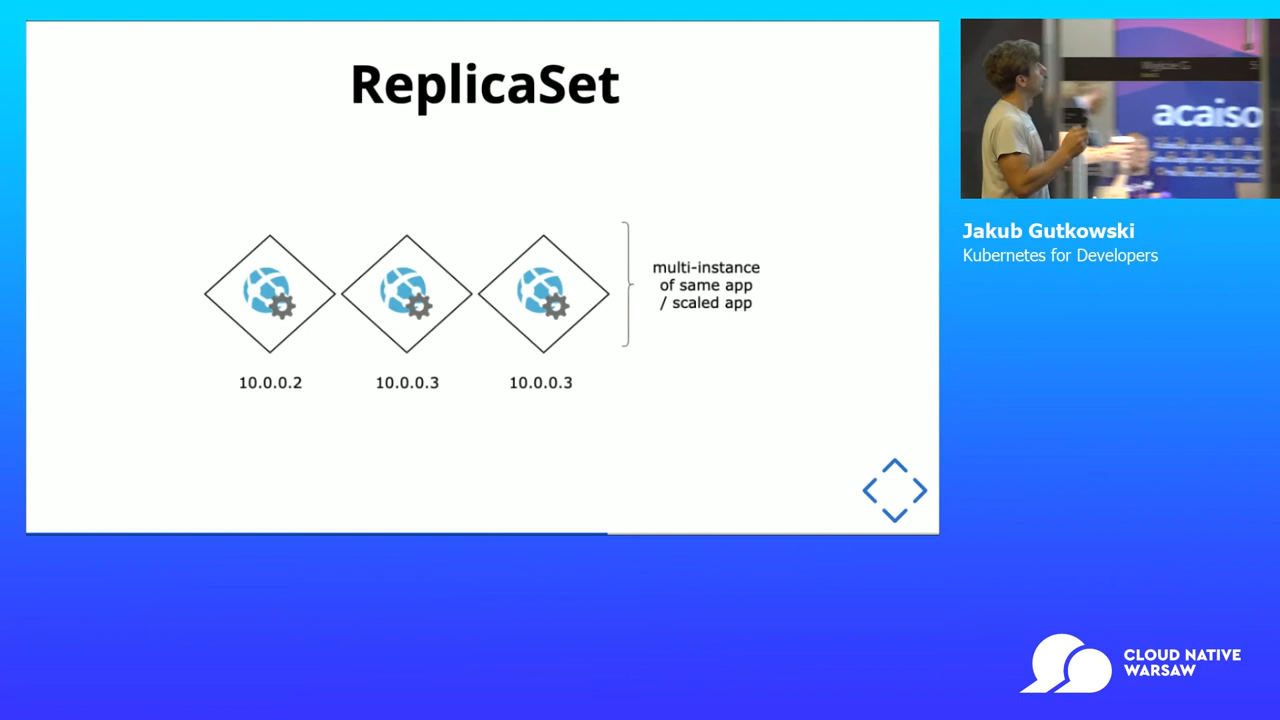 ReplicaSet
multi-instance
of same app
/ scaled app
10.0.0.2
10.0.0.3
10.0.0.3
acaiso
Jakub Gutkowski
Kubernetes for Developers
CLOUD NATIVE
WARSAW